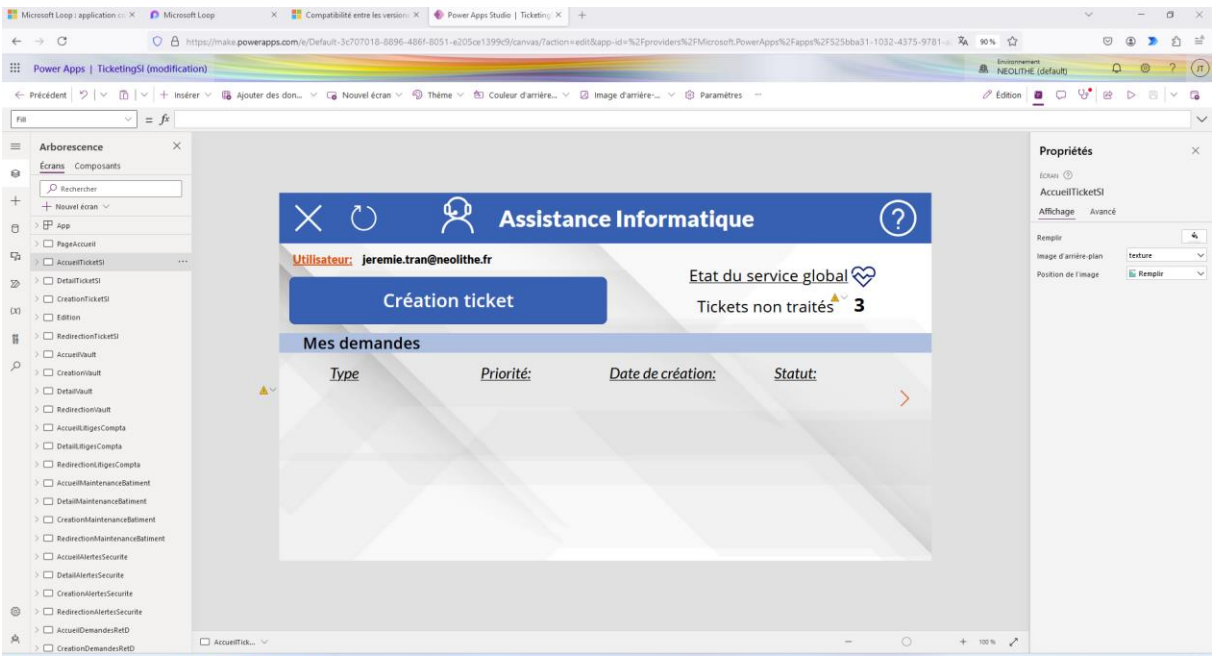 Microsoft Loop : application co
Microsoft Loop
Compatibilité entre les version
Power Apps Studio | Ticketing
https://make.powerapps.com/e/Default-3c707018-8896-486f-8051-e205ce1399c9/canvas/?action=edit&app-id=%2Fproviders%2FMicrosoft.PowerApps%2Fapps%2F525bba31-1032-4375-9781-
90 %
Power Apps | TicketingSI (modification)
Environnement
NEOLITHE (default)
JT
Précédent
Insérer
Ajouter des don...
Nouvel écran
Thème
Couleur d'arrière...
Image d'arrière-...
Paramètres
Édition
Fill
= fx
Arborescence
Écrans Composants
Rechercher
Nouvel écran
App
PageAccueil
AccueilTicketSI
DetailTicketSI
CreationTicketSI
Edition
RedirectionTicketSI
AccueilVault
CreationVault
DetailVault
RedirectionVault
AccueilLitigesCompta
DetailLitigesCompta
RedirectionLitigesCompta
AccueilMaintenanceBatiment
DetailMaintenanceBatiment
CreationMaintenanceBatiment
RedirectionMaintenanceBatiment
AccueilAlertesSecurite
DetailAlertesSecurite
CreationAlertesSecurite
RedirectionAlertesSecurite
AccueilDemandesRetD
CreationDemandesRetD
Assistance Informatique
Utilisateur: jeremie.tran@neolithe.fr
Création ticket
Etat du service global
Tickets non traités 3
Mes demandes
Type Priorité: Date de création: Statut:
AccueilTick...
100 %
Propriétés
ÉCRAN
AccueilTicketSI
Affichage Avancé
Remplir
Image d'arrière-plan texture
Position de l'image Remplir